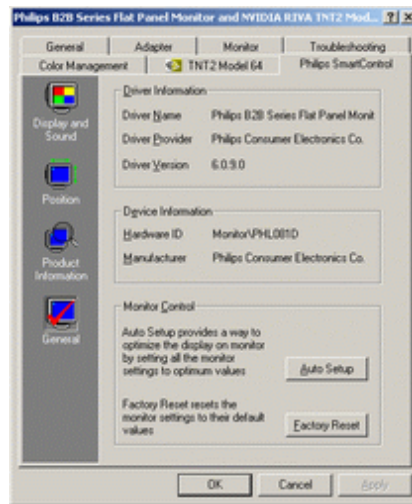 Philips B2B Series Flat Panel Monitor and NVIDIA RIVA TNT2 Mod... ? ×
General Adapter Monitor Troubleshooting
Color Management TNT2 Model 64 Philips SmartControl
Display and
Sound
Position
Product
Information
General
Driver Information
Driver Name Philips B2B Series Flat Panel Monit
Driver Provider Philips Consumer Electronics Co.
Driver Version 6.0.9.0
Device Information
Hardware ID Monitor\PHL081D
Manufacturer Philips Consumer Electronics Co.
Monitor Control
Auto Setup provides a way to
optimize the display on monitor
by setting all the monitor
settings to optimum values
Auto Setup
Factory Reset resets the
monitor settings to their default
values
Factory Reset
OK Cancel Apply